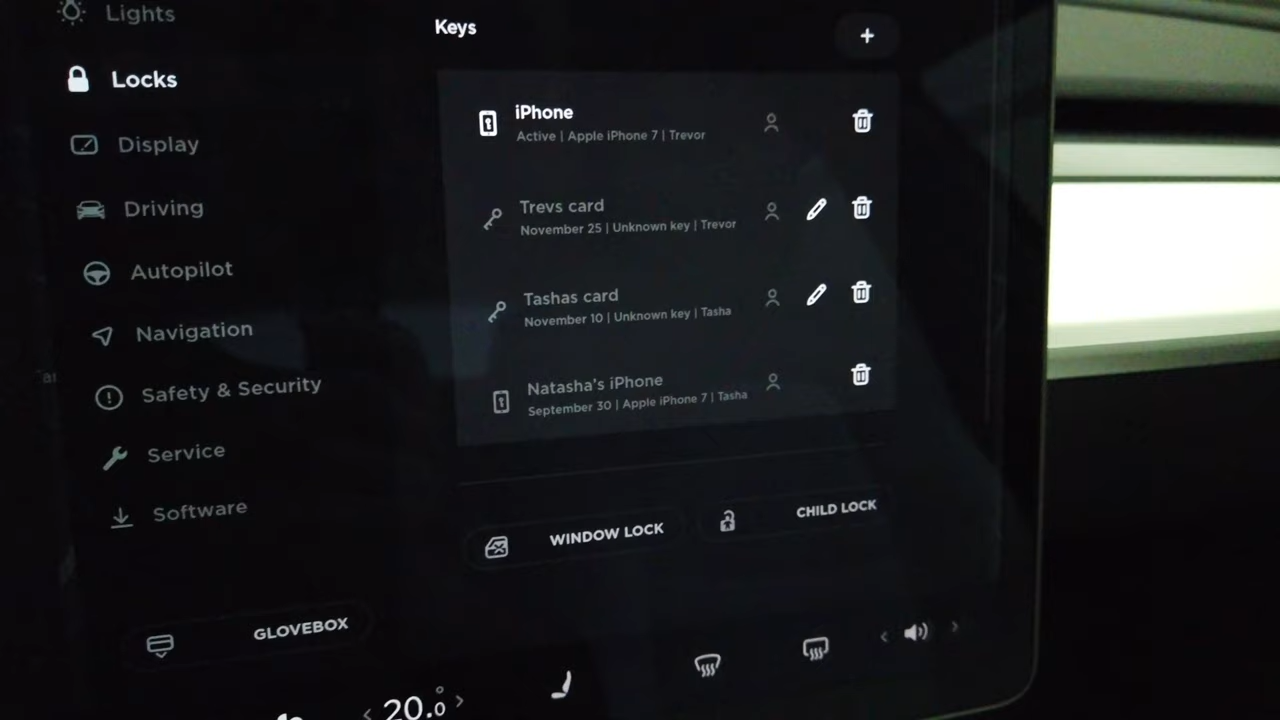 Lights
Locks
Display
Driving
Autopilot
Navigation
Safety & Security
Service
Software
GLOVEBOX
Keys
+
iPhone
Active | Apple iPhone 7 | Trevor
Trevs card
November 25 | Unknown key | Trevor
Tashas card
November 10 | Unknown key | Tasha
Natasha's iPhone
September 30 | Apple iPhone 7 | Tasha
WINDOW LOCK
CHILD LOCK
< 20.0° >
< >